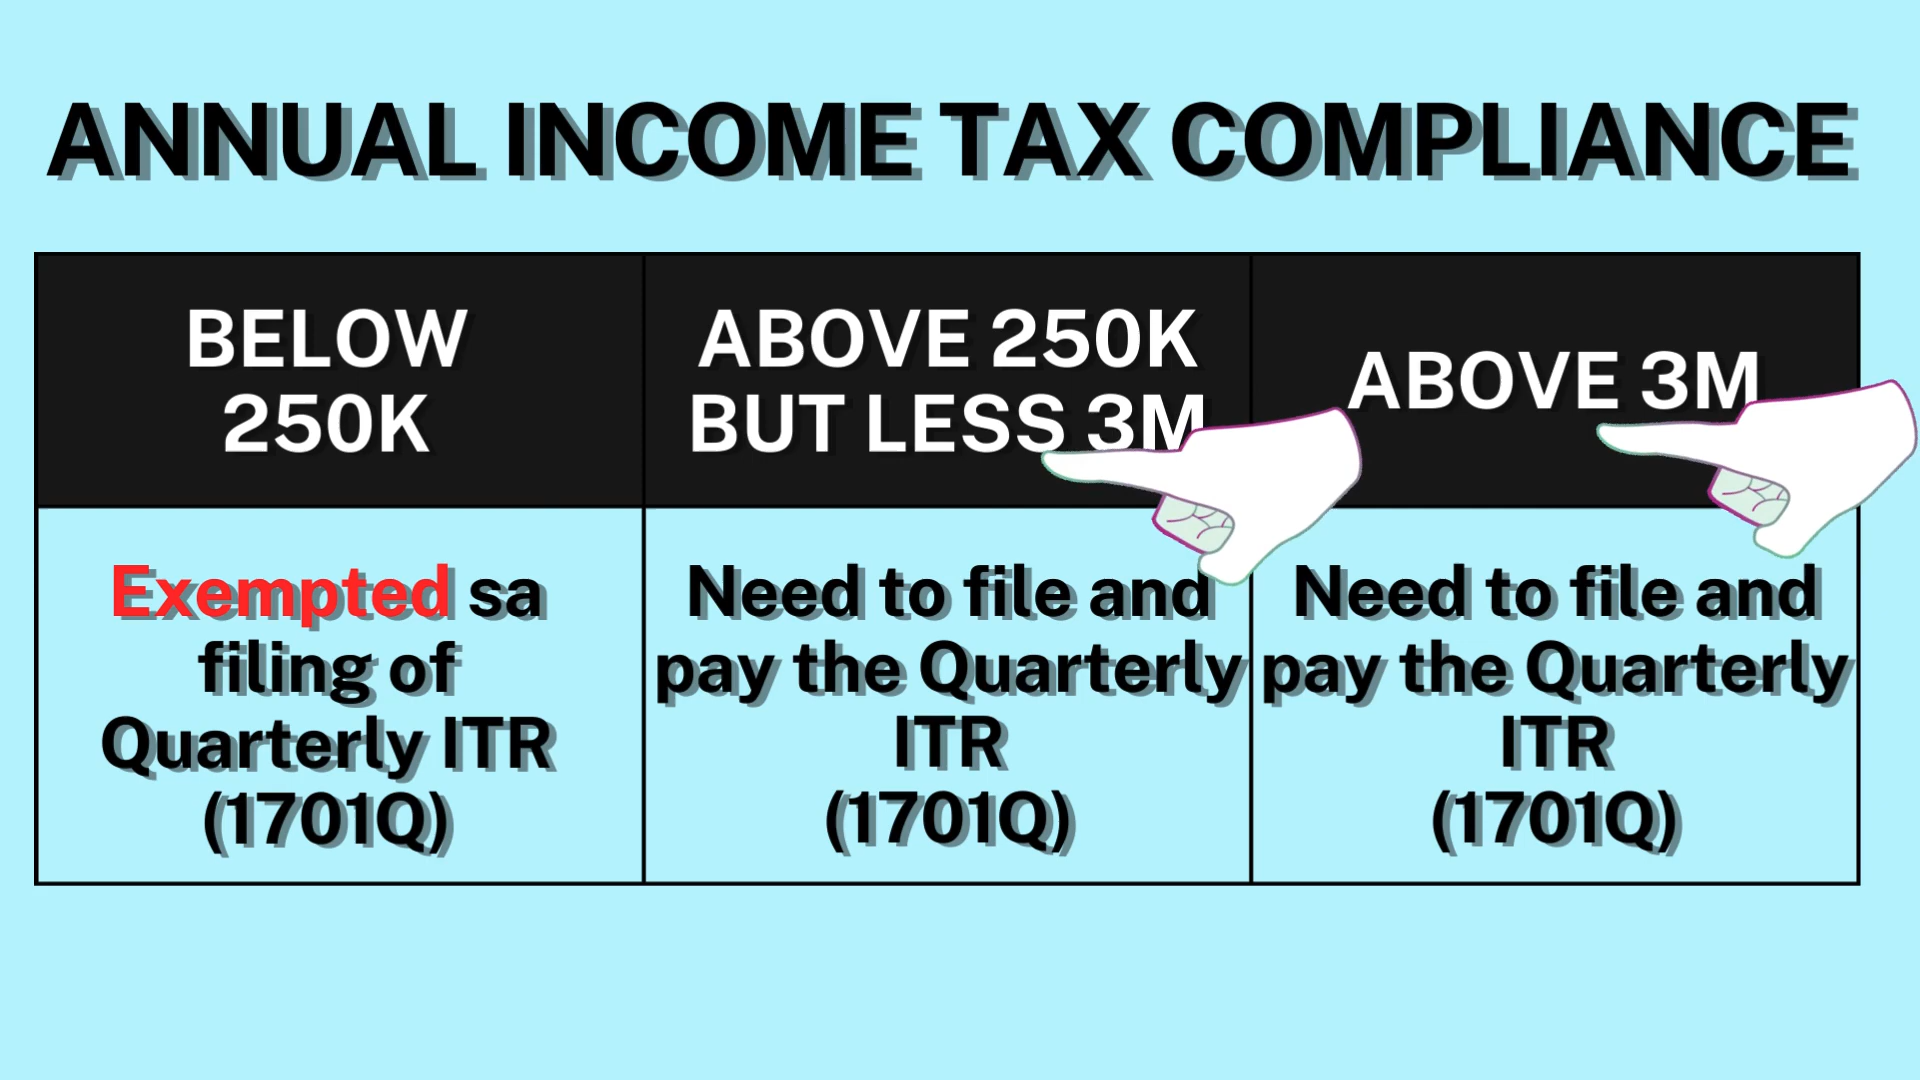 ANNUAL INCOME TAX COMPLIANCE
BELOW
250K
ABOVE 250K
BUT LESS 3M
ABOVE 3M
Exempted sa
filing of
Quarterly ITR
(1701Q)
Need to file and
pay the Quarterly
ITR
(1701Q)
Need to file and
pay the Quarterly
ITR
(1701Q)